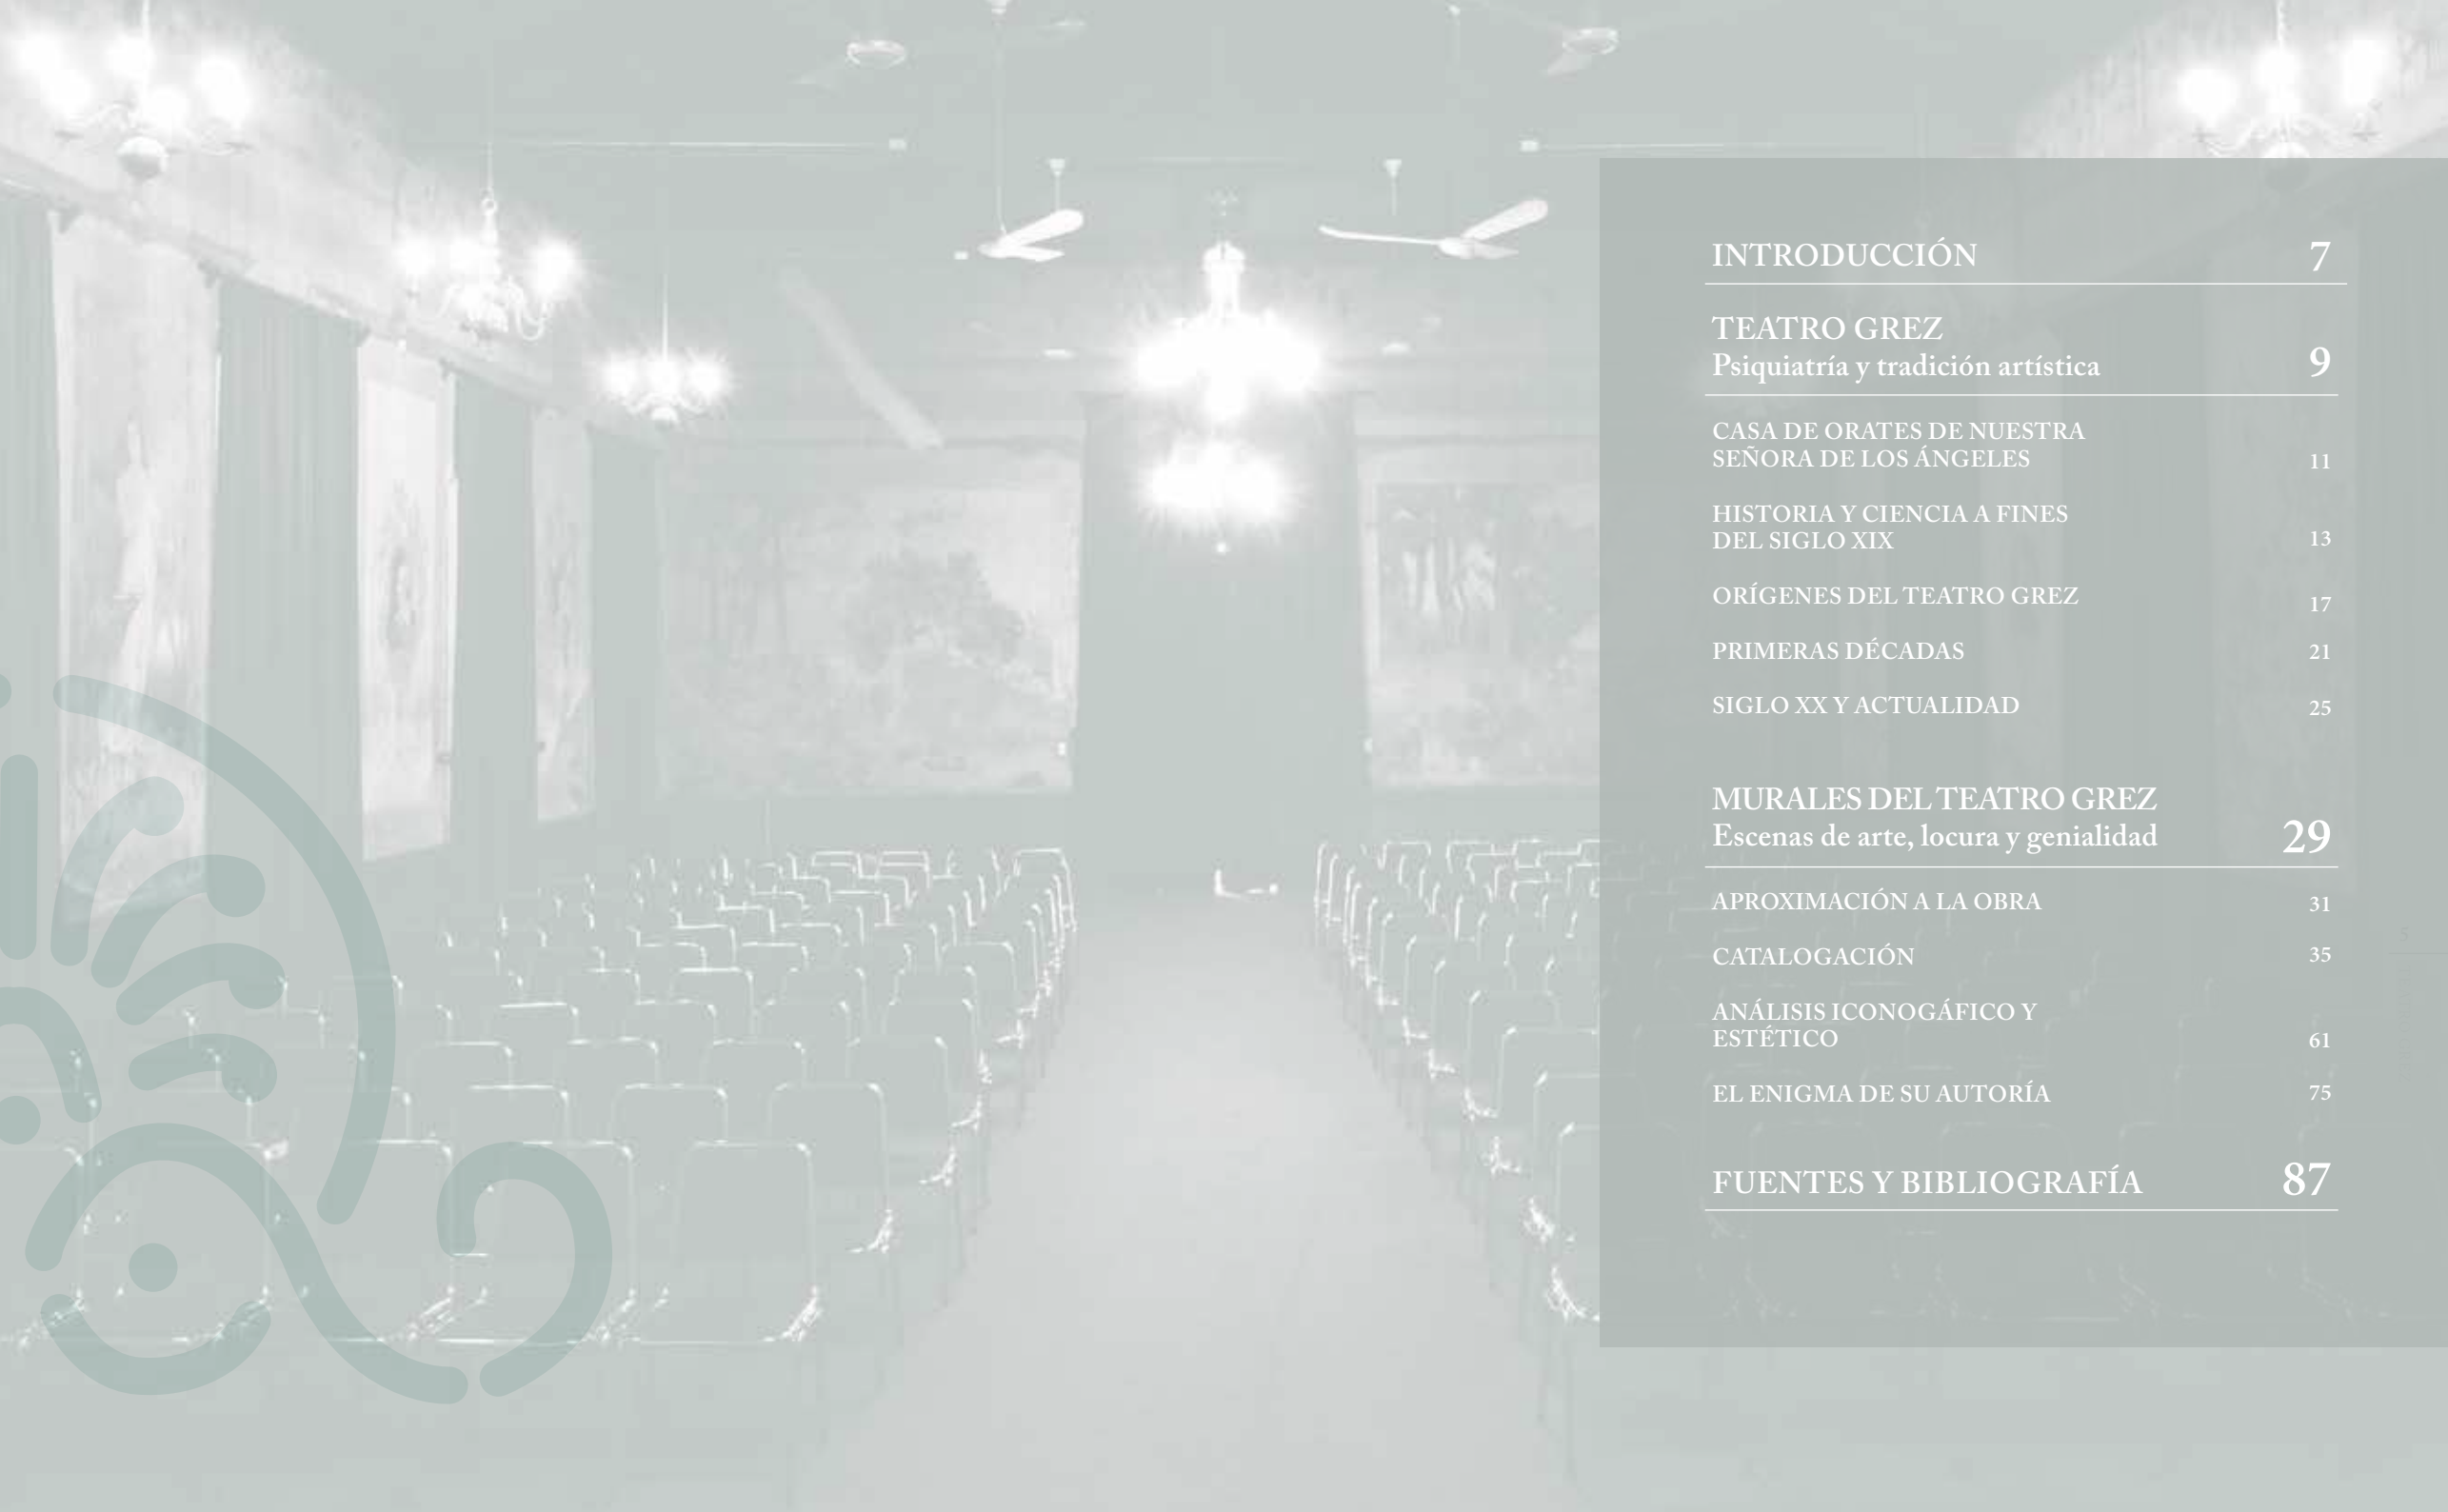 INTRODUCCIÓN 7
TEATRO GREZ
Psiquiatría y tradición artística 9
CASA DE ORATES DE NUESTRA
SEÑORA DE LOS ÁNGELES 11
HISTORIA Y CIENCIA A FINES
DEL SIGLO XIX 13
ORÍGENES DEL TEATRO GREZ 17
PRIMERAS DÉCADAS 21
SIGLO XX Y ACTUALIDAD 25
MURALES DEL TEATRO GREZ
Escenas de arte, locura y genialidad 29
APROXIMACIÓN A LA OBRA 31
CATALOGACIÓN 35
ANÁLISIS ICONOGÁFICO Y
ESTÉTICO 61
EL ENIGMA DE SU AUTORÍA 75
FUENTES Y BIBLIOGRAFÍA 87